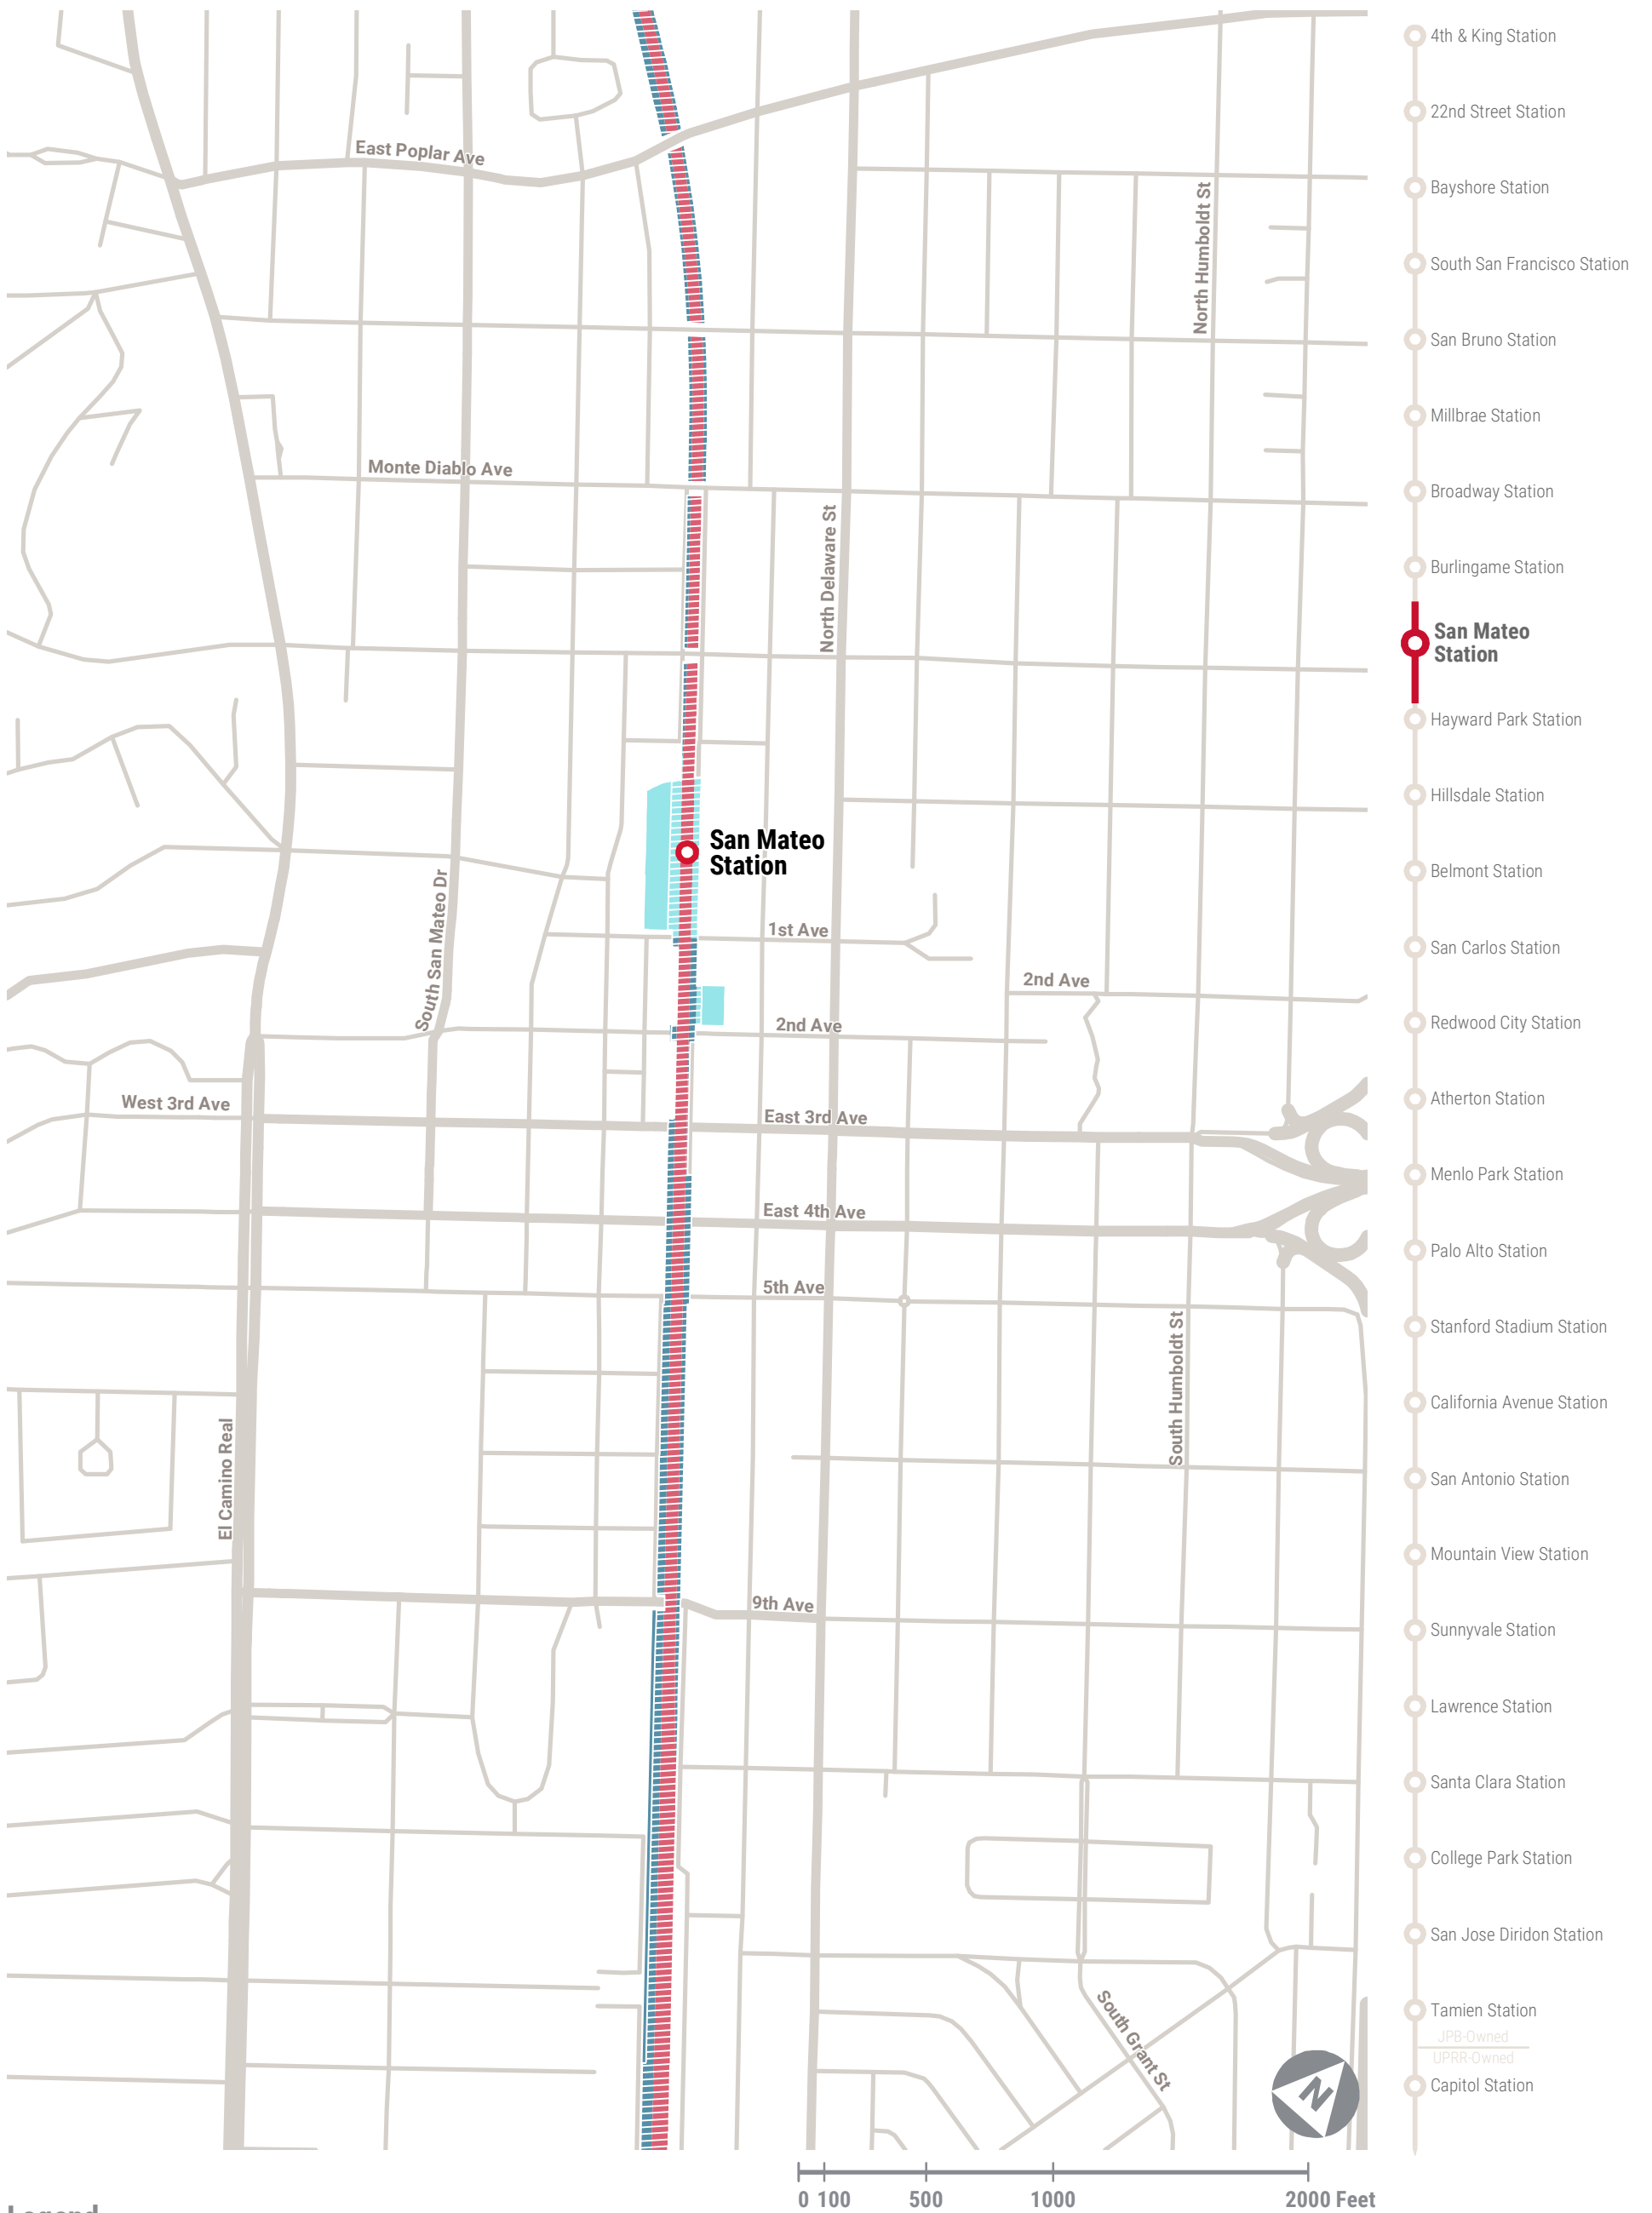 East Poplar Ave
North Humboldt St
Monte Diablo Ave
North Delaware St
San Mateo
Station
South San Mateo Dr
1st Ave
2nd Ave
2nd Ave
West 3rd Ave
East 3rd Ave
East 4th Ave
5th Ave
South Humboldt St
El Camino Real
9th Ave
South Grant St
N
0 100 500 1000 2000 Feet
4th & King Station
22nd Street Station
Bayshore Station
South San Francisco Station
San Bruno Station
Millbrae Station
Broadway Station
Burlingame Station
San Mateo
Station
Hayward Park Station
Hillsdale Station
Belmont Station
San Carlos Station
Redwood City Station
Atherton Station
Menlo Park Station
Palo Alto Station
Stanford Stadium Station
California Avenue Station
San Antonio Station
Mountain View Station
Sunnyvale Station
Lawrence Station
Santa Clara Station
College Park Station
San Jose Diridon Station
Tamien Station
JPB-Owned
UPRR-Owned
Capitol Station
Legend